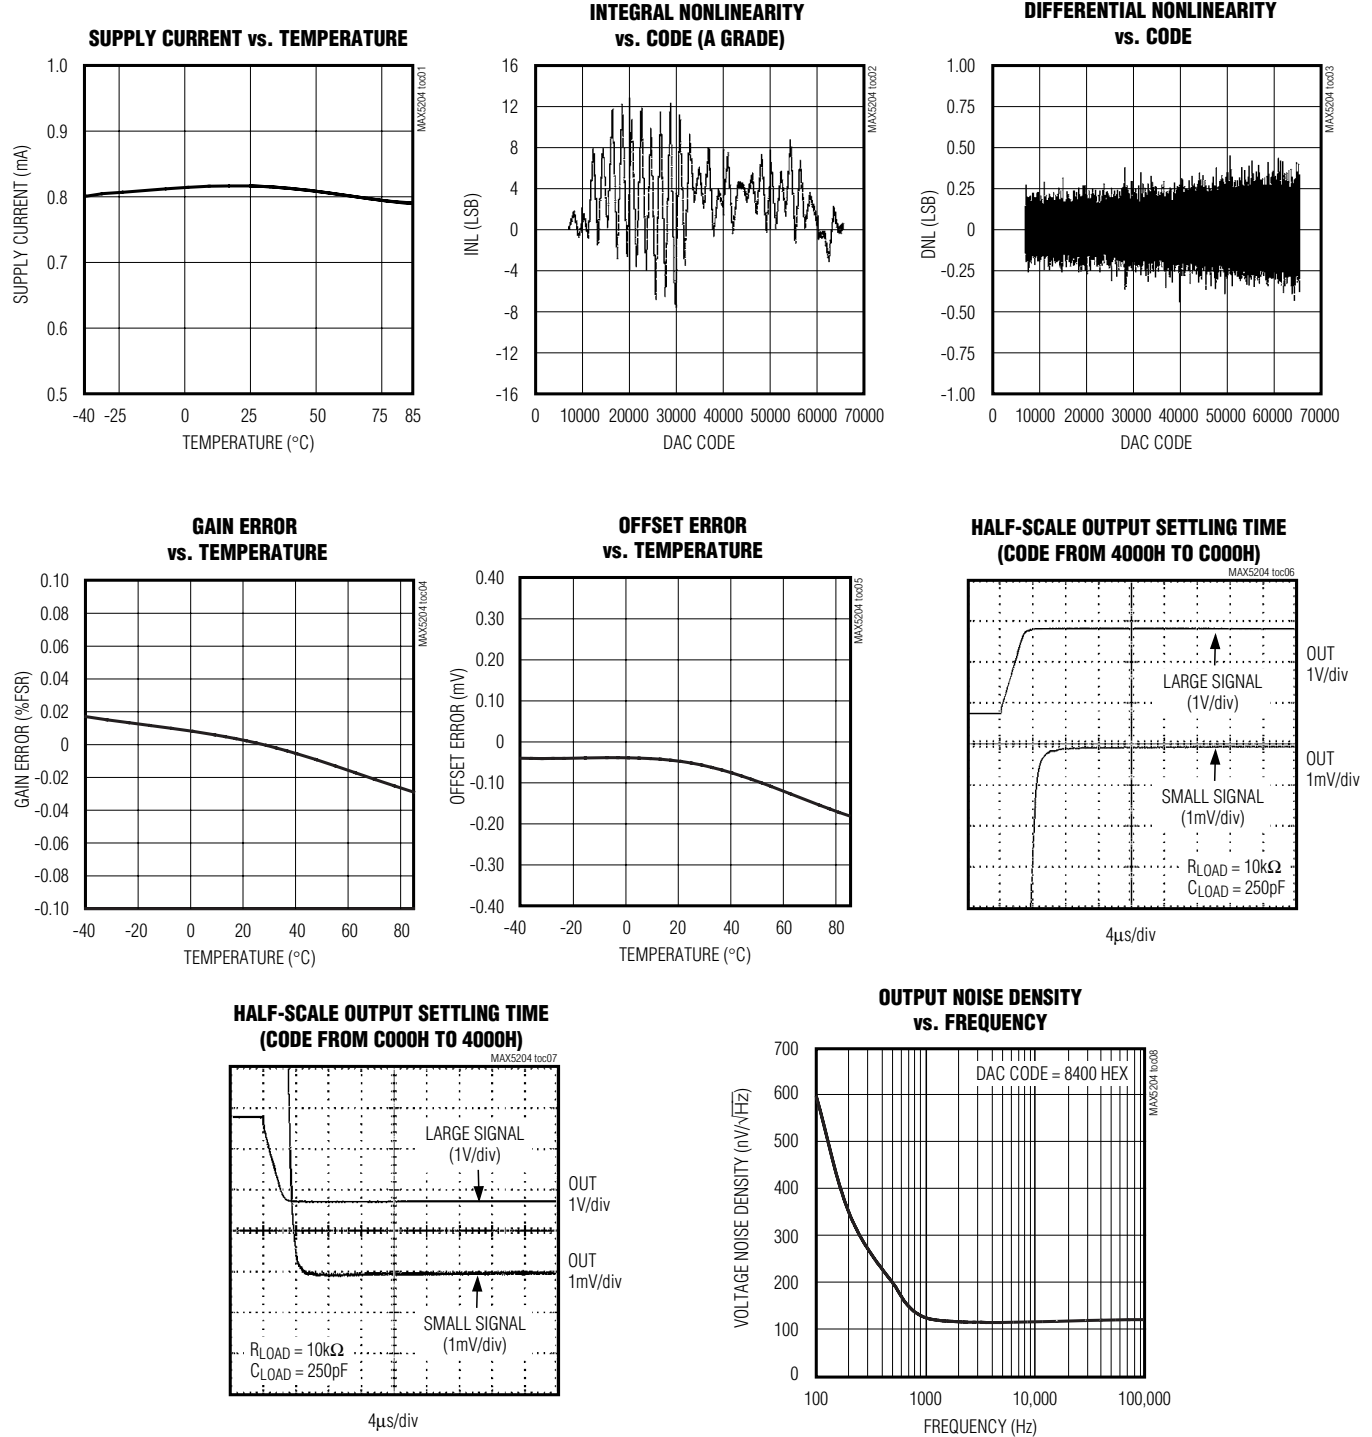 SUPPLY CURRENT vs. TEMPERATURE
MAX5204 toc01
SUPPLY CURRENT (mA)
1.0
0.9
0.8
0.7
0.6
0.5
-40 -25 0 25 50 75 85
TEMPERATURE (°C)
INTEGRAL NONLINEARITY
vs. CODE (A GRADE)
MAX5204 toc02
INL (LSB)
16
12
8
4
0
-4
-8
-12
-16
0 10000 20000 30000 40000 50000 60000 70000
DAC CODE
DIFFERENTIAL NONLINEARITY
vs. CODE
MAX5204 toc03
DNL (LSB)
1.00
0.75
0.50
0.25
0
-0.25
-0.50
-0.75
-1.00
0 10000 20000 30000 40000 50000 60000 70000
DAC CODE
GAIN ERROR
vs. TEMPERATURE
MAX5204 toc04
GAIN ERROR (%FSR)
0.10
0.08
0.06
0.04
0.02
0
-0.02
-0.04
-0.06
-0.08
-0.10
-40 -20 0 20 40 60 80
TEMPERATURE (°C)
OFFSET ERROR
vs. TEMPERATURE
MAX5204 toc05
OFFSET ERROR (mV)
0.40
0.30
0.20
0.10
0
-0.10
-0.20
-0.30
-0.40
-40 -20 0 20 40 60 80
TEMPERATURE (°C)
HALF-SCALE OUTPUT SETTLING TIME
(CODE FROM 4000H TO C000H)
MAX5204 toc06
LARGE SIGNAL
(1V/div)
OUT
1V/div
SMALL SIGNAL
(1mV/div)
OUT
1mV/div
RLOAD = 10kΩ
CLOAD = 250pF
4μs/div
HALF-SCALE OUTPUT SETTLING TIME
(CODE FROM C000H TO 4000H)
MAX5204 toc07
LARGE SIGNAL
(1V/div)
OUT
1V/div
OUT
1mV/div
SMALL SIGNAL
(1mV/div)
RLOAD = 10kΩ
CLOAD = 250pF
4μs/div
OUTPUT NOISE DENSITY
vs. FREQUENCY
MAX5204 toc08
DAC CODE = 8400 HEX
VOLTAGE NOISE DENSITY (nV/√Hz)
700
600
500
400
300
200
100
0
100 1000 10,000 100,000
FREQUENCY (Hz)